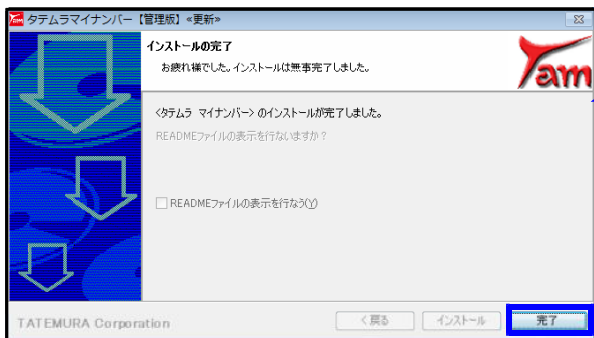 タテムラマイナンバー【管理版】≪更新≫
インストールの完了
お疲れ様でした。インストールは無事完了しました。
Tam
<タテムラ マイナンバー> のインストールが完了しました。
READMEファイルの表示を行ないますか？
READMEファイルの表示を行なう(Y)
TATEMURA Corporation
< 戻る
インストール
完了